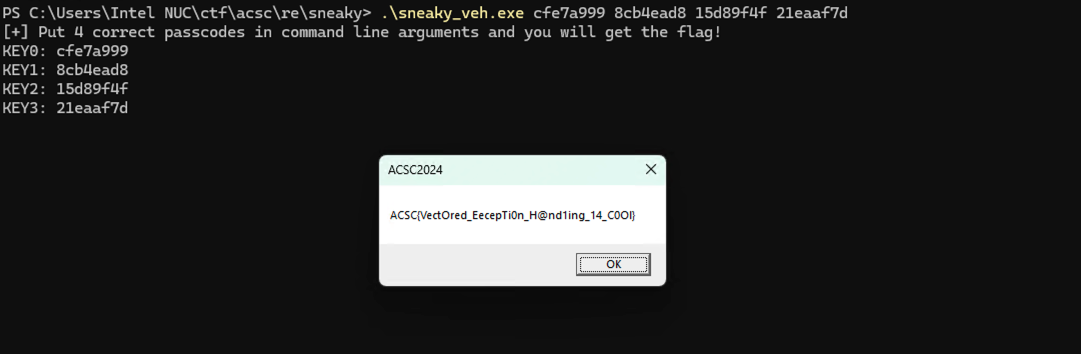 PS C:\Users\Intel NUC\ctf\acsc\re\sneaky> .\sneaky_veh.exe cfe7a999 8cb4ead8 15d89f4f 21eaaf7d
[+] Put 4 correct passcodes in command line arguments and you will get the flag!
KEY0: cfe7a999
KEY1: 8cb4ead8
KEY2: 15d89f4f
KEY3: 21eaaf7d
ACSC2024
ACSC{VectOred_EecepTi0n_H@nd1ing_14_C0Ol}
OK